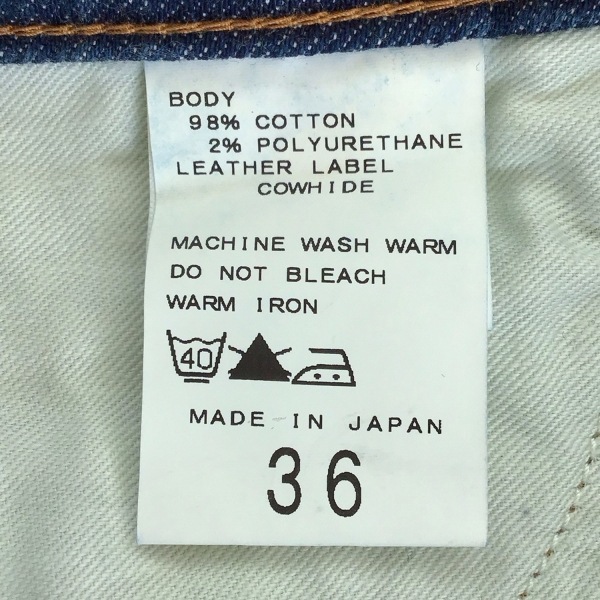 BODY
98% COTTON
2% POLYURETHANE
LEATHER LABEL
COWHIDE
MACHINE WASH WARM
DO NOT BLEACH
WARM IRON
40
MADE IN JAPAN
36